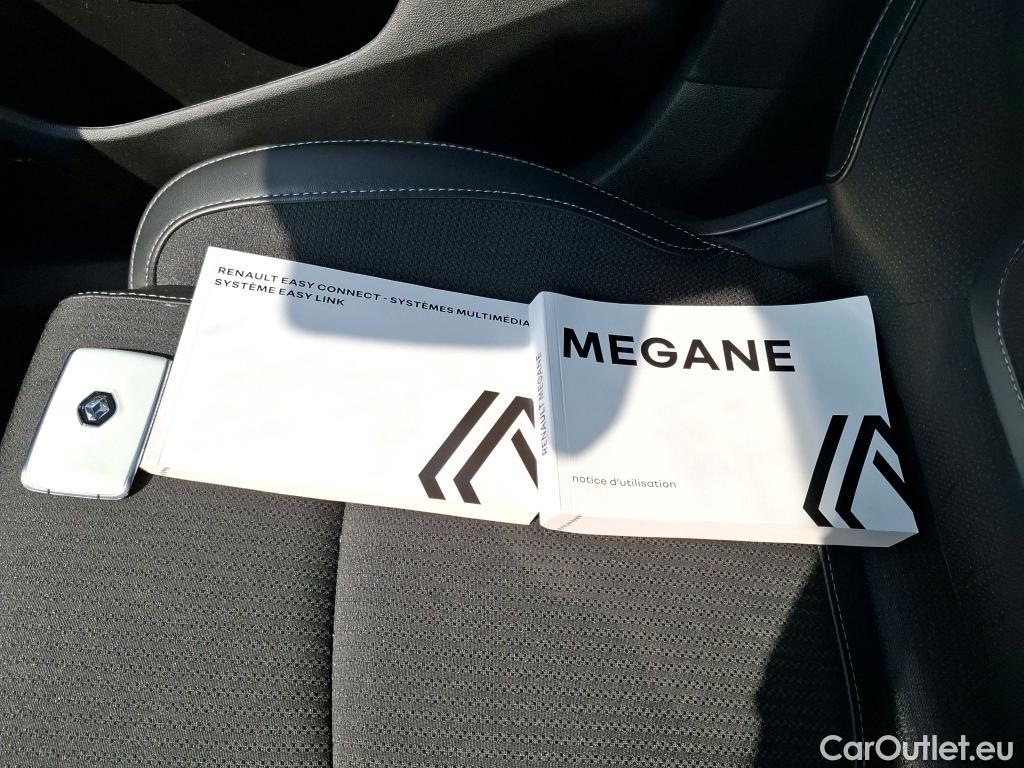 RENAULT EASY CONNECT - SYSTÈMES MULTIMÉDIA
SYSTÈME EASY LINK
RENAULT MEGANE
MEGANE
notice d'utilisation
CarOutlet.eu